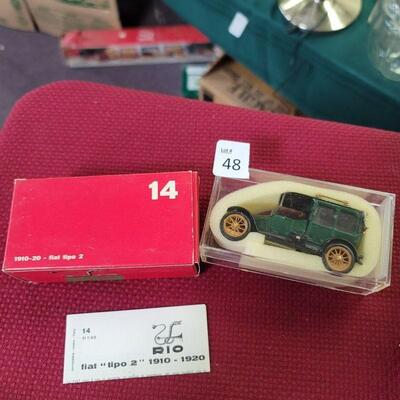 Lot #
48
14
1910-20 - fiat tipo 2
14
RIO
fiat "tipo 2" 1910 - 1920